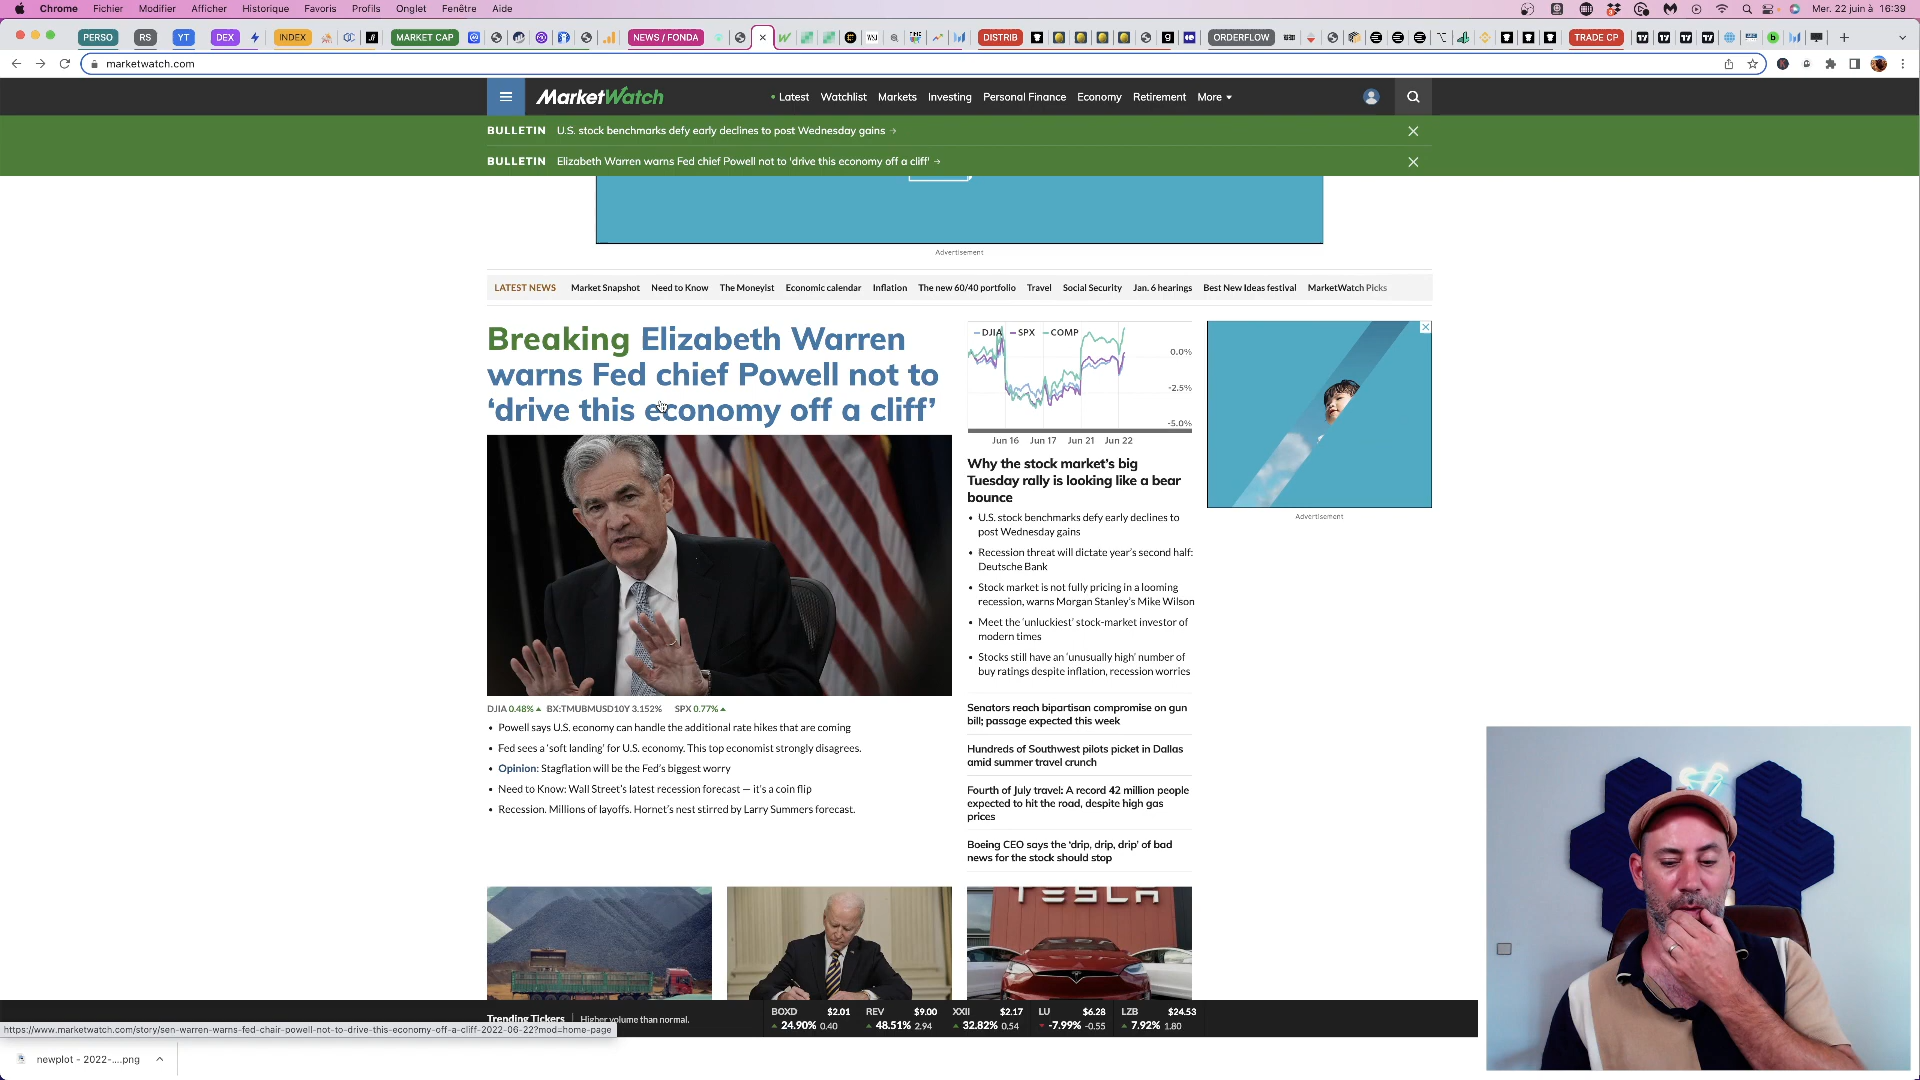 Chrome Fichier Modifier Afficher Historique Favoris Profils Onglet Fenêtre Aide Mer. 22 juin à 16:39
PERSO RS YT DEX INDEX MARKET CAP NEWS / FONDA DISTRIB ORDERFLOW TRADE CP
marketwatch.com
MarketWatch • Latest Watchlist Markets Investing Personal Finance Economy Retirement More
BULLETIN U.S. stock benchmarks defy early declines to post Wednesday gains →
BULLETIN Elizabeth Warren warns Fed chief Powell not to 'drive this economy off a cliff' →
Advertisement
LATEST NEWS Market Snapshot Need to Know The Moneyist Economic calendar Inflation The new 60/40 portfolio Travel Social Security Jan. 6 hearings Best New Ideas festival MarketWatch Picks
Breaking Elizabeth Warren
warns Fed chief Powell not to
‘drive this economy off a cliff’
DJIA 0.48% BX:TMUBMUSD10Y 3.152% SPX 0.77%
• Powell says U.S. economy can handle the additional rate hikes that are coming
• Fed sees a ‘soft landing’ for U.S. economy. This top economist strongly disagrees.
• Opinion: Stagflation will be the Fed’s biggest worry
• Need to Know: Wall Street’s latest recession forecast — it’s a coin flip
• Recession. Millions of layoffs. Hornet’s nest stirred by Larry Summers forecast.
DJIA SPX COMP
0.0%
-2.5%
-5.0%
Jun 16 Jun 17 Jun 21 Jun 22
Why the stock market’s big
Tuesday rally is looking like a bear
bounce
• U.S. stock benchmarks defy early declines to
post Wednesday gains
• Recession threat will dictate year’s second half:
Deutsche Bank
• Stock market is not fully pricing in a looming
recession, warns Morgan Stanley’s Mike Wilson
• Meet the ‘unluckiest’ stock-market investor of
modern times
• Stocks still have an ‘unusually high’ number of
buy ratings despite inflation, recession worries
Senators reach bipartisan compromise on gun
bill; passage expected this week
Hundreds of Southwest pilots picket in Dallas
amid summer travel crunch
Fourth of July travel: A record 42 million people
expected to hit the road, despite high gas
prices
Boeing CEO says the ‘drip, drip, drip’ of bad
news for the stock should stop
Advertisement
TESLA
Trending Tickers | Higher volume than normal.
BOXD $2.01 REV $9.00 XXII $2.17 LU $6.28 LZB $24.53
24.90% 0.40 48.51% 2.94 32.82% 0.54 -7.99% -0.55 7.92% 1.80
https://www.marketwatch.com/story/sen-warren-warns-fed-chair-powell-not-to-drive-this-economy-off-a-cliff-2022-06-22?mod=home-page
newplot - 2022-....png